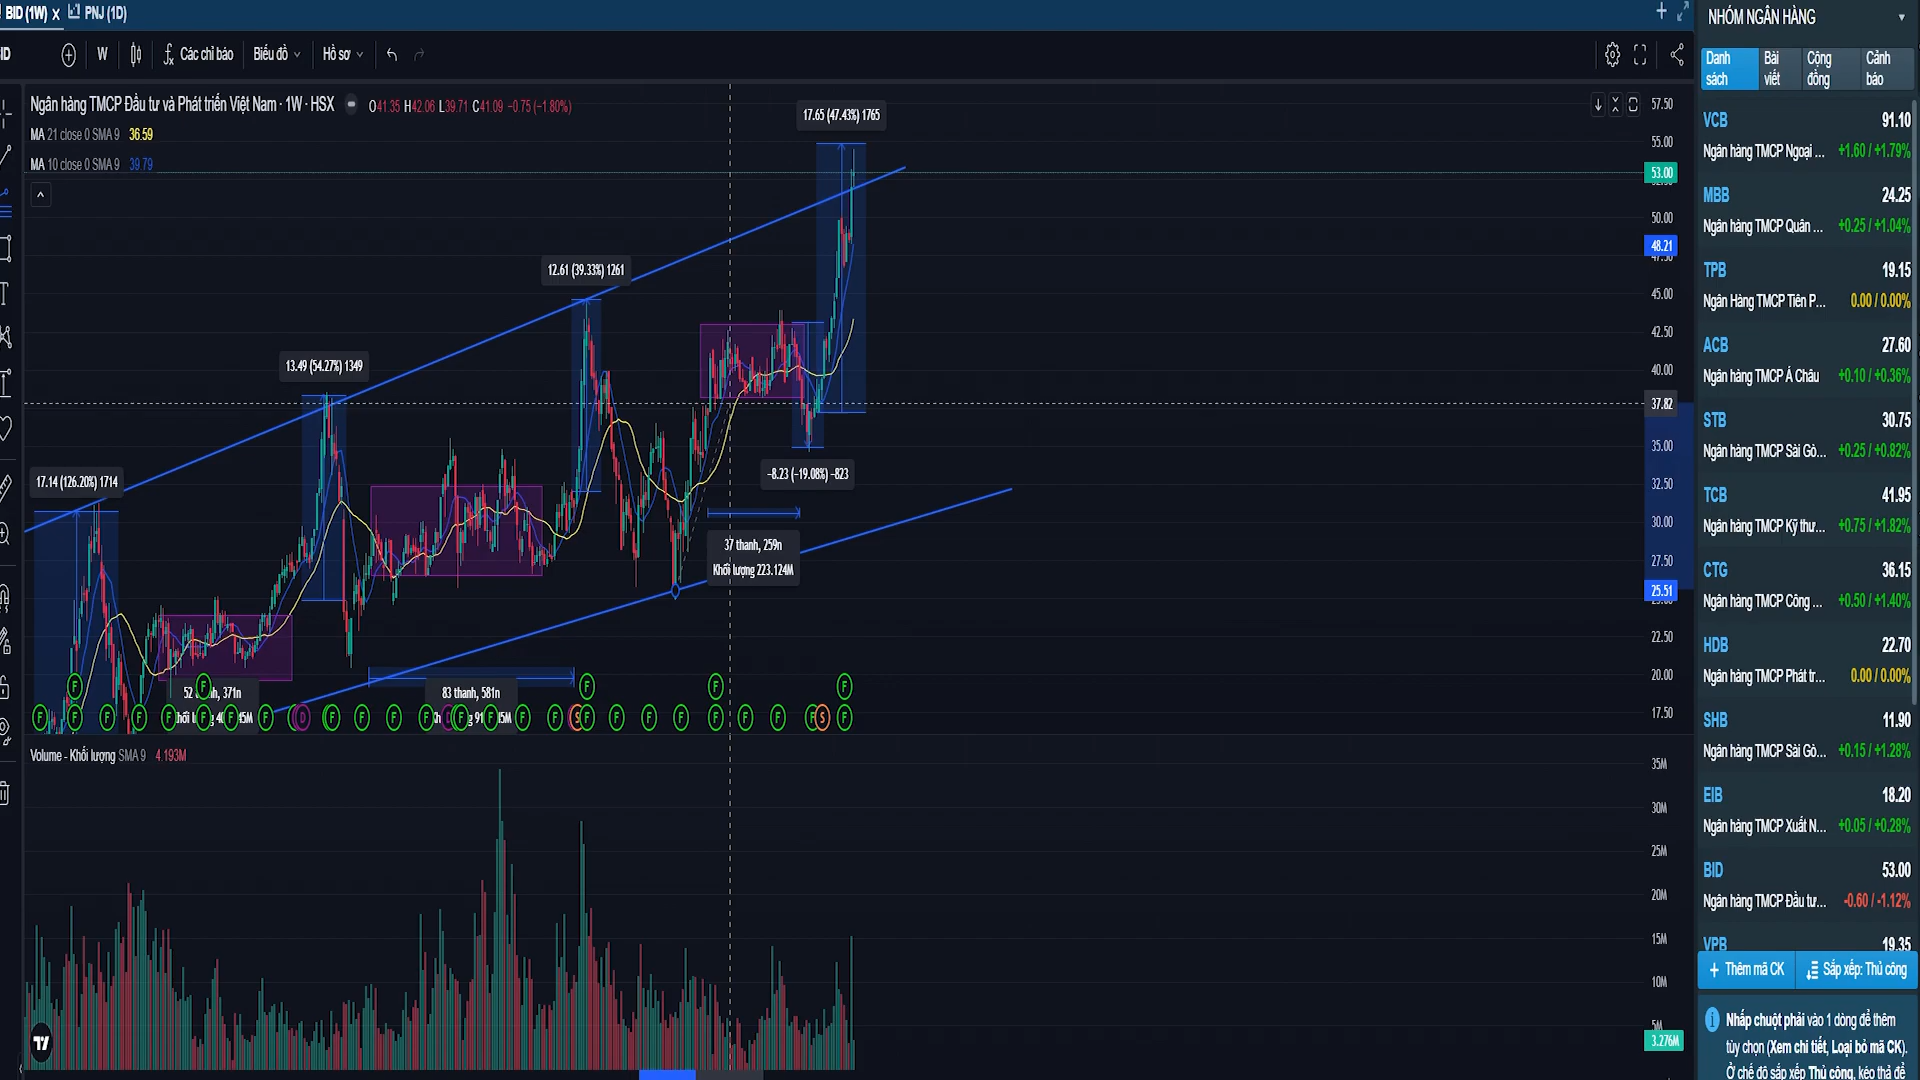 BID (1W) x PNJ (1D)
W Các chỉ báo Biểu đồ Hồ sơ
Ngân hàng TMCP Đầu tư và Phát triển Việt Nam · 1W · HSX O41.35 H42.06 L39.71 C41.09 −0.75 (−1.80%)
MA 21 close 0 SMA 9 36.59
MA 10 close 0 SMA 9 39.79
17.65 (47.43%) 1765
12.61 (39.33%) 1261
13.49 (54.27%) 1349
17.14 (126.20%) 1714
−8.23 (−19.08%) −823
37 thanh, 259n
Khối lượng 223.124M
83 thanh, 581n
57.50
55.00
53.00
50.00
48.21
45.00
42.50
40.00
37.82
35.00
32.50
30.00
27.50
25.51
22.50
20.00
17.50
Volume - Khối lượng SMA 9 4.193M
35M
30M
25M
20M
15M
10M
5M
3.276M
NHÓM NGÂN HÀNG
Danh sách
Bài viết
Cộng đồng
Cảnh báo
VCB 91.10
Ngân hàng TMCP Ngoại ... +1.60 / +1.79%
MBB 24.25
Ngân hàng TMCP Quân ... +0.25 / +1.04%
TPB 19.15
Ngân Hàng TMCP Tiên P... 0.00 / 0.00%
ACB 27.60
Ngân hàng TMCP Á Châu +0.10 / +0.36%
STB 30.75
Ngân hàng TMCP Sài Gò... +0.25 / +0.82%
TCB 41.95
Ngân hàng TMCP Kỹ thư... +0.75 / +1.82%
CTG 36.15
Ngân hàng TMCP Công ... +0.50 / +1.40%
HDB 22.70
Ngân hàng TMCP Phát tr... 0.00 / 0.00%
SHB 11.90
Ngân hàng TMCP Sài Gò... +0.15 / +1.28%
EIB 18.20
Ngân hàng TMCP Xuất N... +0.05 / +0.28%
BID 53.00
Ngân hàng TMCP Đầu tư... -0.60 / -1.12%
VPB 19.35
+ Thêm mã CK Sắp xếp: Thủ công
Nhấp chuột phải vào 1 dòng để thêm
tùy chọn (Xem chi tiết, Loại bỏ mã CK).
Ở chế độ sắp xếp Thủ công, kéo thả để